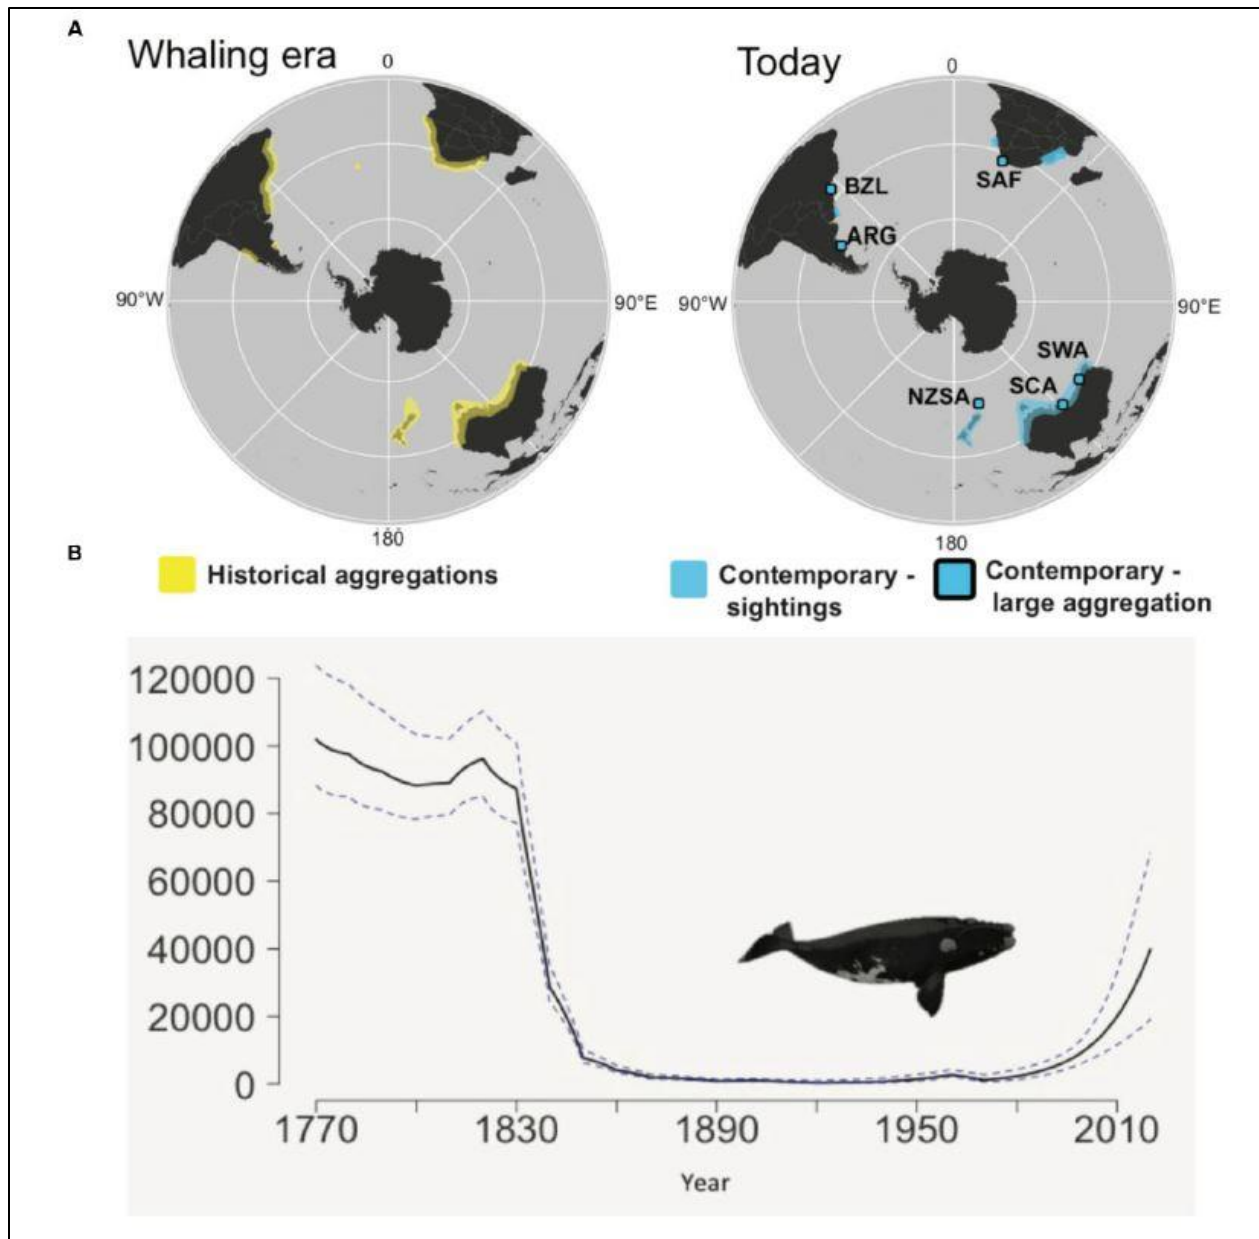 A
Whaling era
Today
0
0
SAF
BZL
ARG
90°W
90°E
90°W
90°E
SWA
SCA
NZSA
180
180
B
Historical aggregations
Contemporary -
sightings
Contemporary -
large aggregation
120000
100000
80000
60000
40000
20000
0
1770
1830
1890
1950
2010
Year